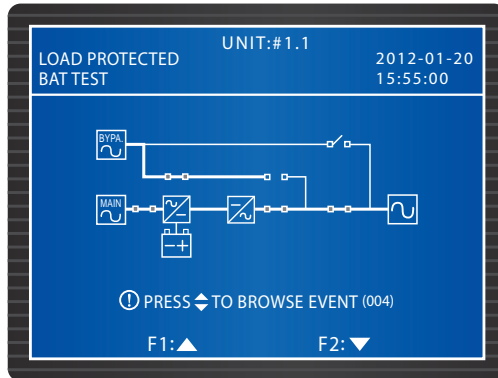 UNIT:#1.1
LOAD PROTECTED
2012-01-20
BAT TEST
15:55:00
BYPA.
MAIN
PRESS TO BROWSE EVENT (004)
F1:
F2: